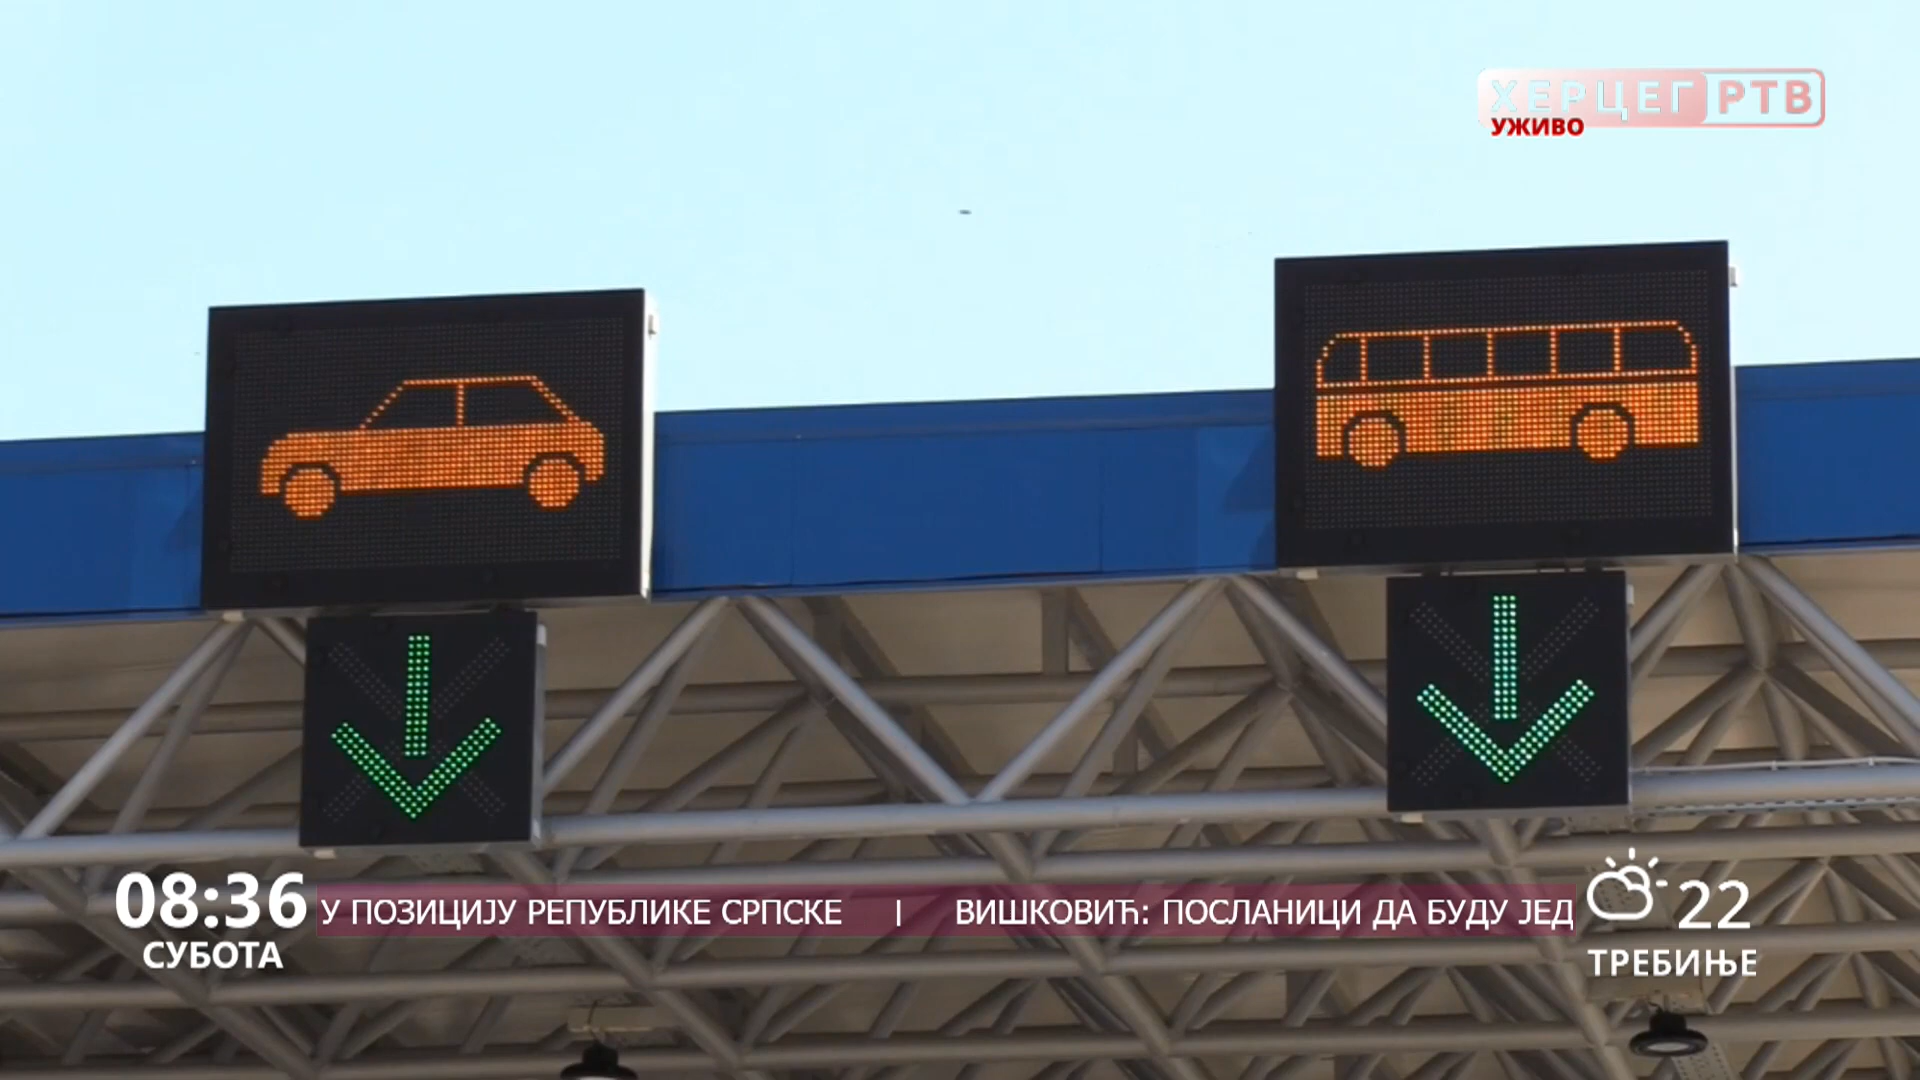 ХЕРЦЕГ РТВ
УЖИВО
08:36
СУБОТА
У ПОЗИЦИЈУ РЕПУБЛИКЕ СРПСКЕ | ВИШКОВИЋ: ПОСЛАНИЦИ ДА БУДУ ЈЕД
22
ТРЕБИЊЕ